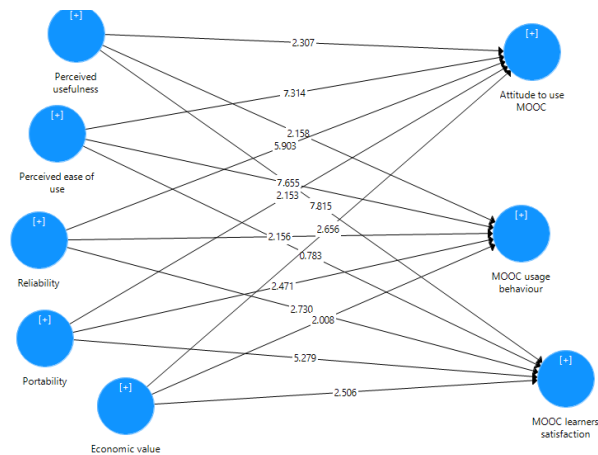 [+]
Perceived
usefulness
[+]
Perceived ease of
use
[+]
Reliability
[+]
Portability
[+]
Economic value
2.307
7.314
2.158
5.903
7.655
2.153
7.815
2.656
2.156
0.783
2.471
2.730
2.008
5.279
2.506
[+]
Attitude to use
MOOC
[+]
MOOC usage
behaviour
[+]
MOOC learners
satisfaction